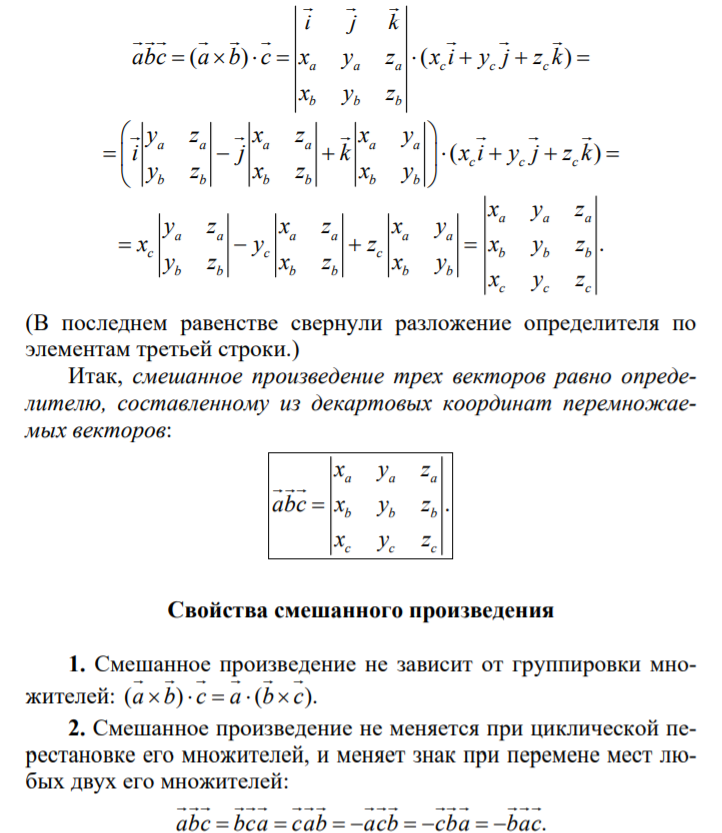 $\vec{a}\vec{b}\vec{c} = (\vec{a} \times \vec{b}) \cdot \vec{c} = \begin{vmatrix} \vec{i} & \vec{j} & \vec{k} \\ x_a & y_a & z_a \\ x_b & y_b & z_b \end{vmatrix} \cdot (x_c\vec{i} + y_c\vec{j} + z_c\vec{k}) =$
$= \left( \vec{i} \begin{vmatrix} y_a & z_a \\ y_b & z_b \end{vmatrix} - \vec{j} \begin{vmatrix} x_a & z_a \\ x_b & z_b \end{vmatrix} + \vec{k} \begin{vmatrix} x_a & y_a \\ x_b & y_b \end{vmatrix} \right) \cdot (x_c\vec{i} + y_c\vec{j} + z_c\vec{k}) =$
$= x_c \begin{vmatrix} y_a & z_a \\ y_b & z_b \end{vmatrix} - y_c \begin{vmatrix} x_a & z_a \\ x_b & z_b \end{vmatrix} + z_c \begin{vmatrix} x_a & y_a \\ x_b & y_b \end{vmatrix} = \begin{vmatrix} x_a & y_a & z_a \\ x_b & y_b & z_b \\ x_c & y_c & z_c \end{vmatrix}.$
(В последнем равенстве свернули разложение определителя по
элементам третьей строки.)
Итак, смешанное произведение трех векторов равно опреде-
лителю, составленному из декартовых координат перемножае-
мых векторов:
$\vec{a}\vec{b}\vec{c} = \begin{vmatrix} x_a & y_a & z_a \\ x_b & y_b & z_b \\ x_c & y_c & z_c \end{vmatrix}.$
Свойства смешанного произведения
1. Смешанное произведение не зависит от группировки мно-
жителей: $(\vec{a} \times \vec{b}) \cdot \vec{c} = \vec{a} \cdot (\vec{b} \times \vec{c}).$
2. Смешанное произведение не меняется при циклической пе-
рестановке его множителей, и меняет знак при перемене мест лю-
бых двух его множителей:
$\vec{a}\vec{b}\vec{c} = \vec{b}\vec{c}\vec{a} = \vec{c}\vec{a}\vec{b} = -\vec{a}\vec{c}\vec{b} = -\vec{c}\vec{b}\vec{a} = -\vec{b}\vec{a}\vec{c}.$